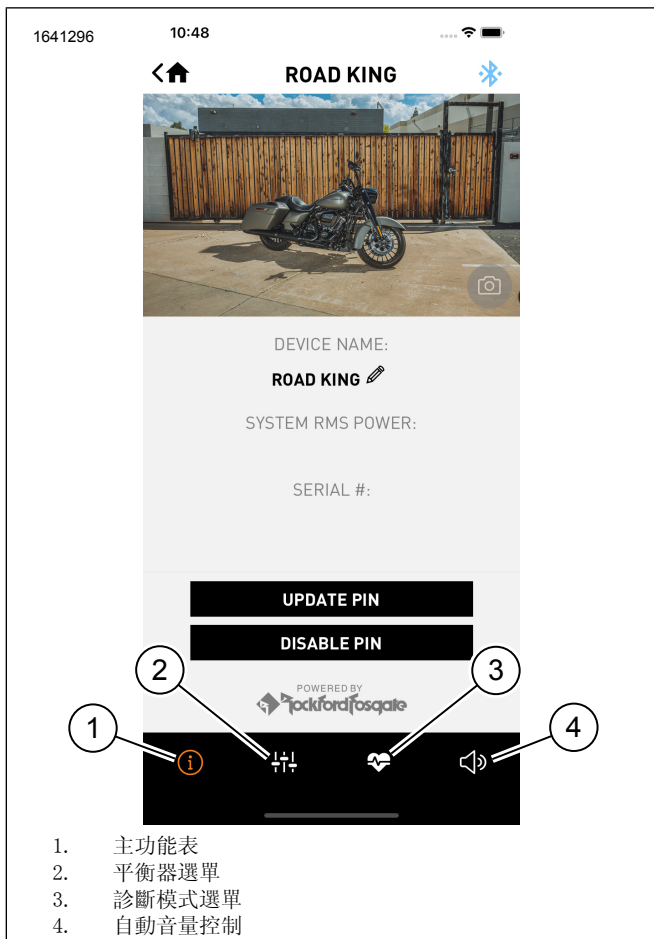 1641296
10:48
ROAD KING
DEVICE NAME:
ROAD KING
SYSTEM RMS POWER:
SERIAL #:
UPDATE PIN
DISABLE PIN
2
3
POWERED BY
Rockford Fosgate
1
4
1. 主功能表
2. 平衡器選單
3. 診斷模式選單
4. 自動音量控制